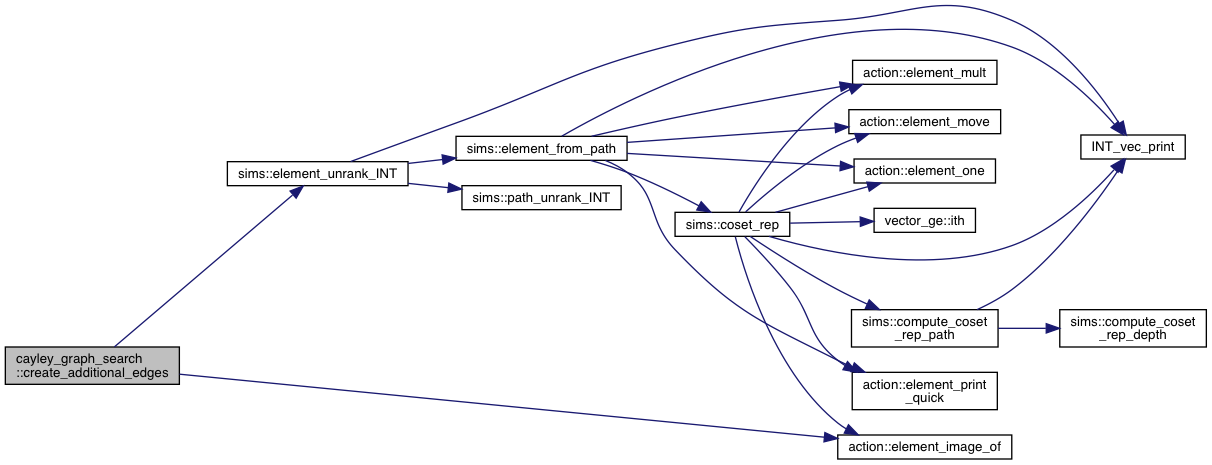 cayley_graph_search
::create_additional_edges
sims::element_unrank_INT
sims::element_from_path
sims::path_unrank_INT
sims::coset_rep
action::element_mult
action::element_move
action::element_one
vector_ge::ith
sims::compute_coset
_rep_path
action::element_print
_quick
action::element_image_of
INT_vec_print
sims::compute_coset
_rep_depth